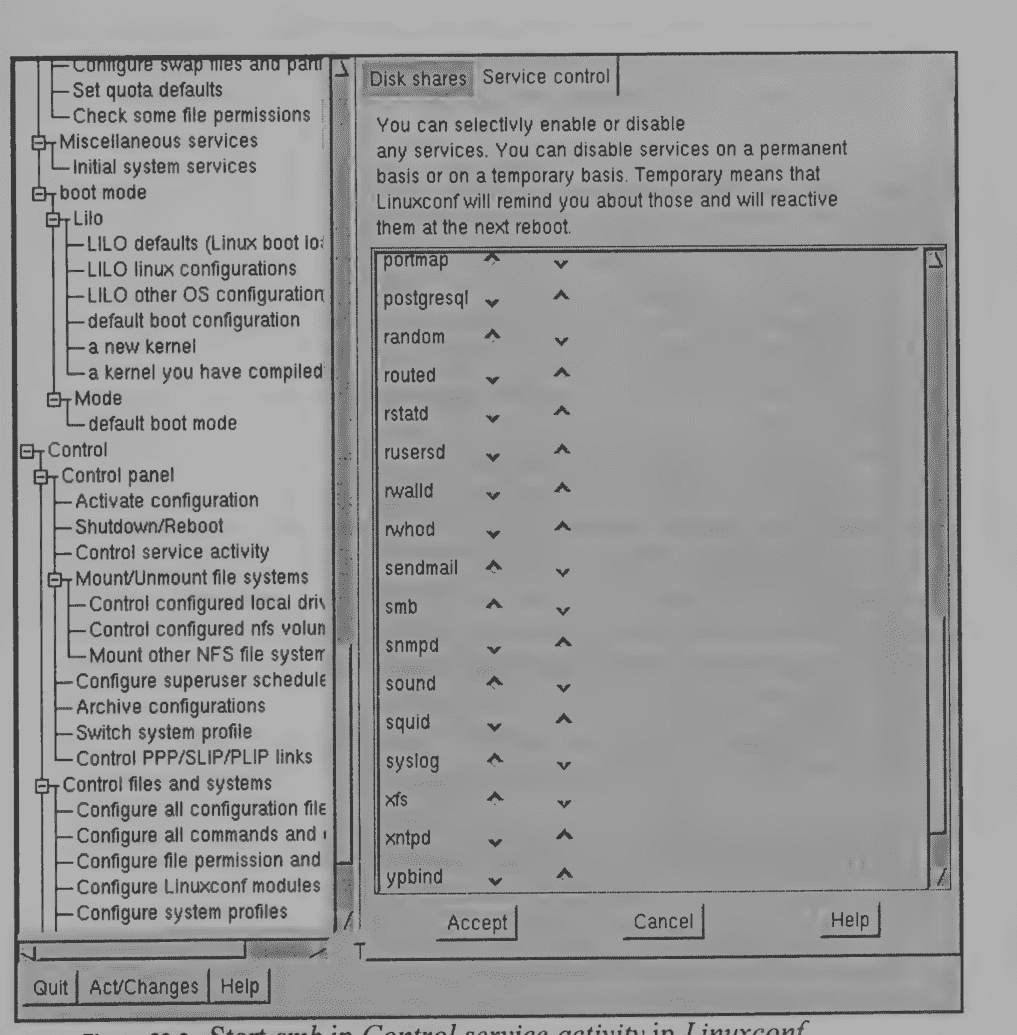 Configure swap files and parti
Set quota defaults
Check some file permissions
Miscellaneous services
Initial system services
boot mode
Lilo
LILO defaults (Linux boot loa
LILO linux configurations
LILO other OS configuration
default boot configuration
a new kernel
a kernel you have compiled
Mode
default boot mode
Control
Control panel
Activate configuration
Shutdown/Reboot
Control service activity
Mount/Unmount file systems
Control configured local driv
Control configured nfs volum
Mount other NFS file system
Configure superuser schedule
Archive configurations
Switch system profile
Control PPP/SLIP/PLIP links
Control files and systems
Configure all configuration file
Configure all commands and
Configure file permission and
Configure Linuxconf modules
Configure system profiles
Quit Act/Changes Help
Disk shares Service control
You can selectivly enable or disable
any services. You can disable services on a permanent
basis or on a temporary basis. Temporary means that
Linuxconf will remind you about those and will reactive
them at the next reboot.
portmap
postgresql
random
routed
rstatd
rusersd
rwalld
rwhod
sendmail
smb
snmpd
sound
squid
syslog
xfs
xntpd
ypbind
Accept Cancel Help
Start smb in Control service activity in Linuxconf